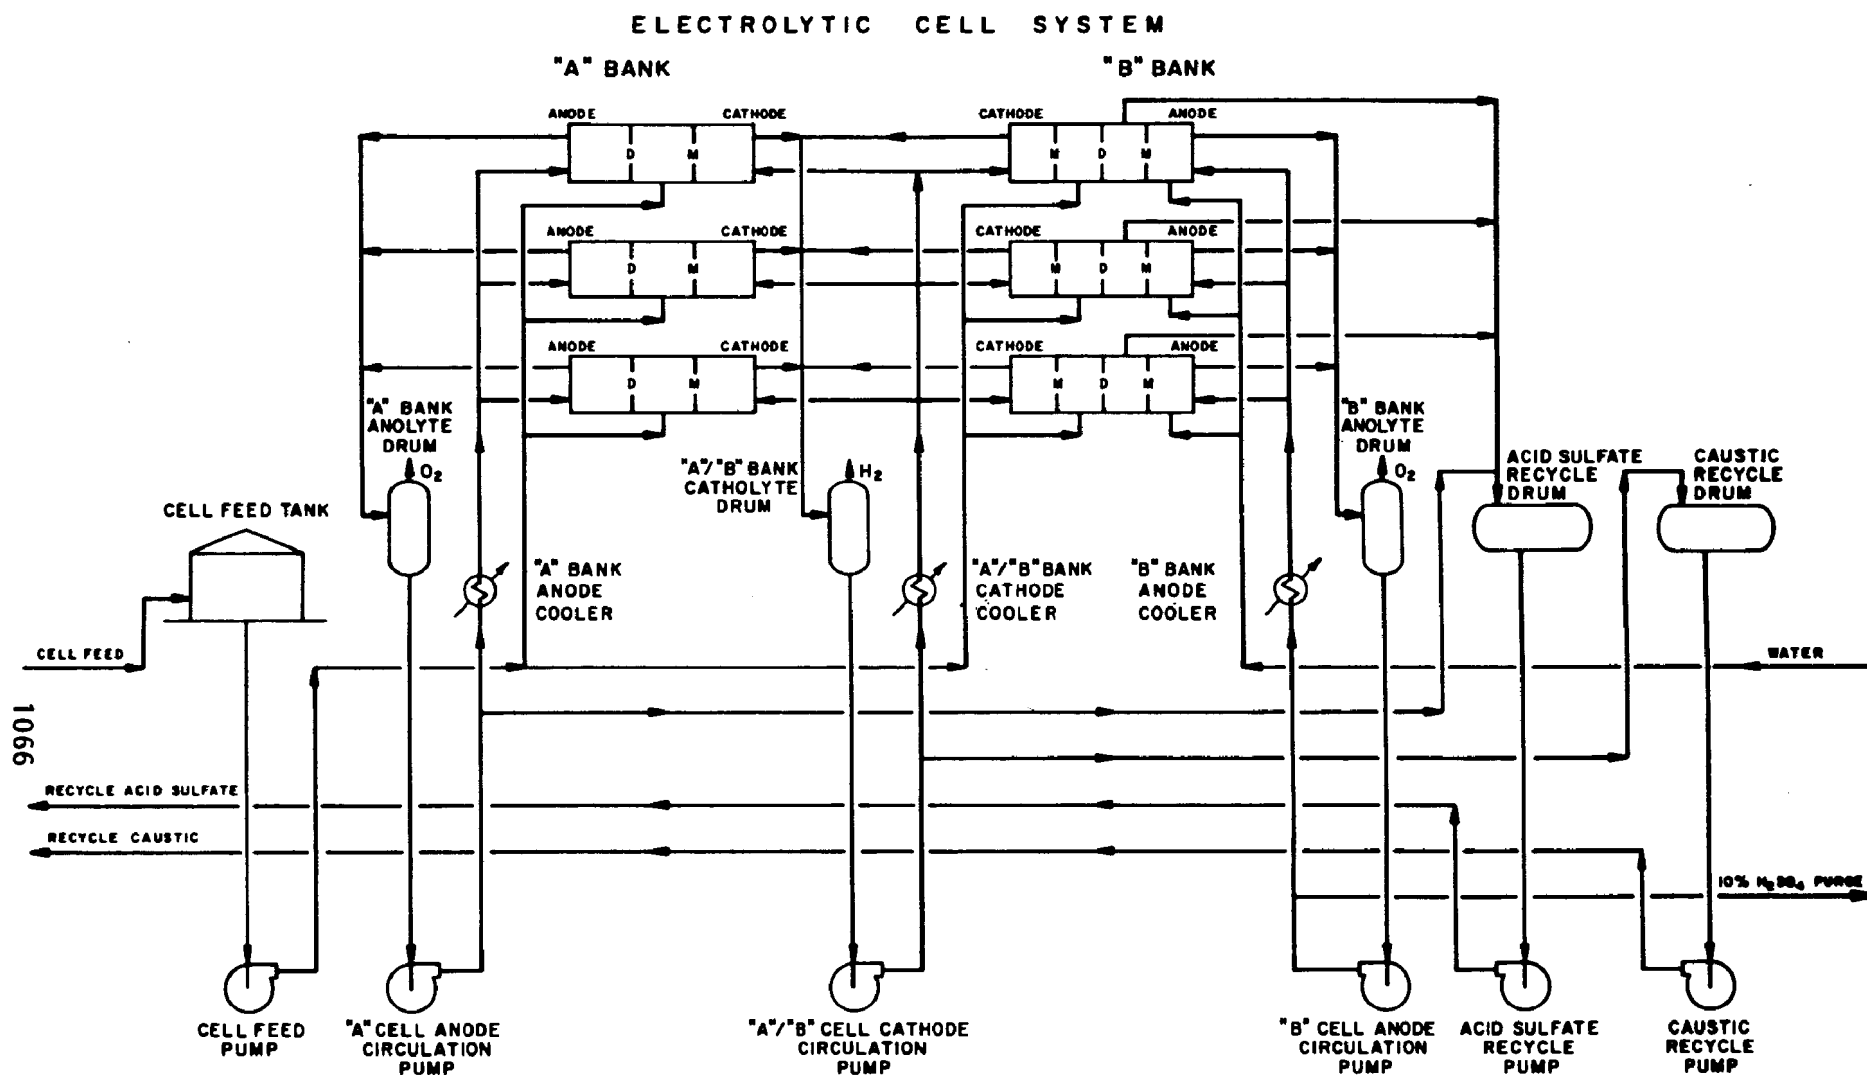 ELECTROLYTIC CELL SYSTEM
"A" BANK
"B" BANK
ANODE
CATHODE
CATHODE
ANODE
D
M
M
D
M
ANODE
CATHODE
CATHODE
ANODE
D
M
M
D
M
ANODE
CATHODE
CATHODE
ANODE
D
M
M
D
M
"A" BANK
ANOLYTE
DRUM
O2
"A"/"B" BANK
CATHOLYTE
DRUM
H2
"B" BANK
ANOLYTE
DRUM
O2
ACID SULFATE
RECYCLE
DRUM
CAUSTIC
RECYCLE
DRUM
CELL FEED TANK
"A" BANK
ANODE
COOLER
"A"/"B" BANK
CATHODE
COOLER
"B" BANK
ANODE
COOLER
CELL FEED
WATER
1066
RECYCLE ACID SULFATE
RECYCLE CAUSTIC
10% H2SO4 PURGE
CELL FEED
PUMP
"A" CELL ANODE
CIRCULATION
PUMP
"A"/"B" CELL CATHODE
CIRCULATION
PUMP
"B" CELL ANODE
CIRCULATION
PUMP
ACID SULFATE
RECYCLE
PUMP
CAUSTIC
RECYCLE
PUMP